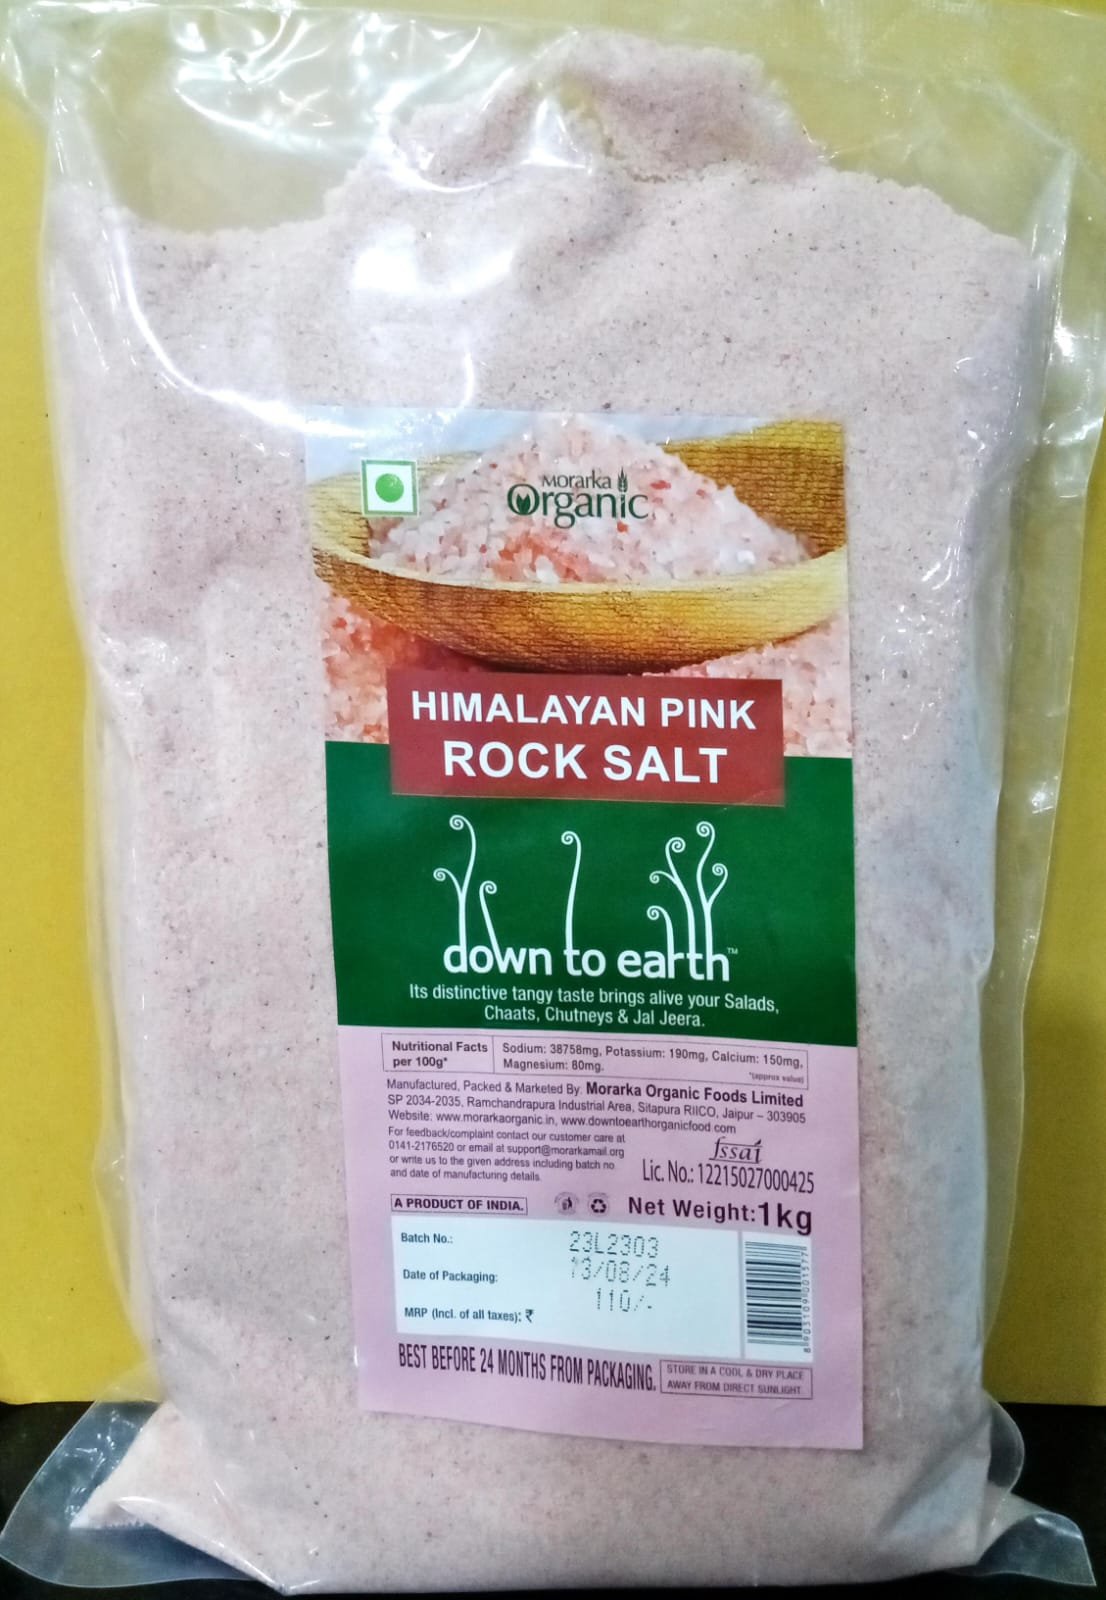 Morarka
Organic
HIMALAYAN PINK
ROCK SALT
down to earth™
Its distinctive tangy taste brings alive your Salads,
Chaats, Chutneys & Jal Jeera.
Nutritional Facts
per 100g*
Sodium: 38758mg, Potassium: 190mg, Calcium: 150mg,
Magnesium: 80mg.
*(approx value)
Manufactured, Packed & Marketed By: Morarka Organic Foods Limited
SP 2034-2035, Ramchandrapura Industrial Area, Sitapura RIICO, Jaipur – 303905
Website: www.morarkaorganic.in, www.downtoearthorganicfood.com
For feedback/complaint contact our customer care at
0141-2176520 or email at support@morarkamail.org
or write us to the given address including batch no
and date of manufacturing details.
fssai
Lic. No.: 12215027000425
A PRODUCT OF INDIA.
Net Weight:1kg
Batch No.: 23L2303
Date of Packaging: 13/08/24
MRP (Incl. of all taxes): ₹ 110/-
8903109001577
BEST BEFORE 24 MONTHS FROM PACKAGING.
STORE IN A COOL & DRY PLACE
AWAY FROM DIRECT SUNLIGHT